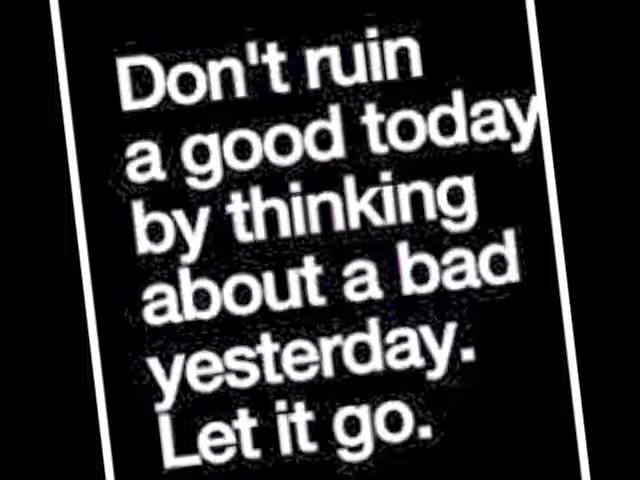 Don't ruin
a good today
by thinking
about a bad
yesterday.
Let it go.